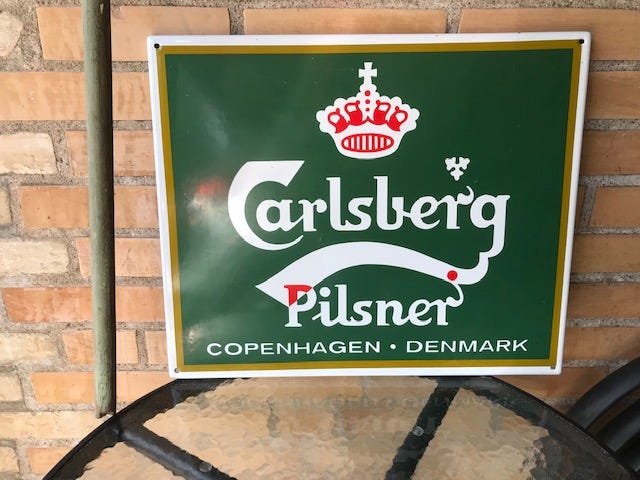 Carlsberg
Pilsner
COPENHAGEN • DENMARK